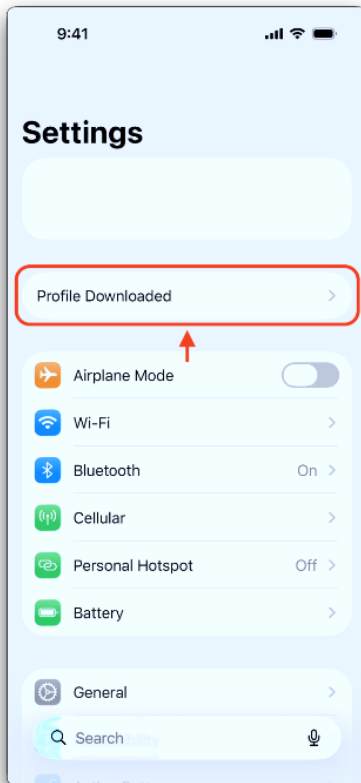 9:41
Settings
Profile Downloaded
Airplane Mode
Wi-Fi
Bluetooth On
Cellular
Personal Hotspot Off
Battery
General
Search